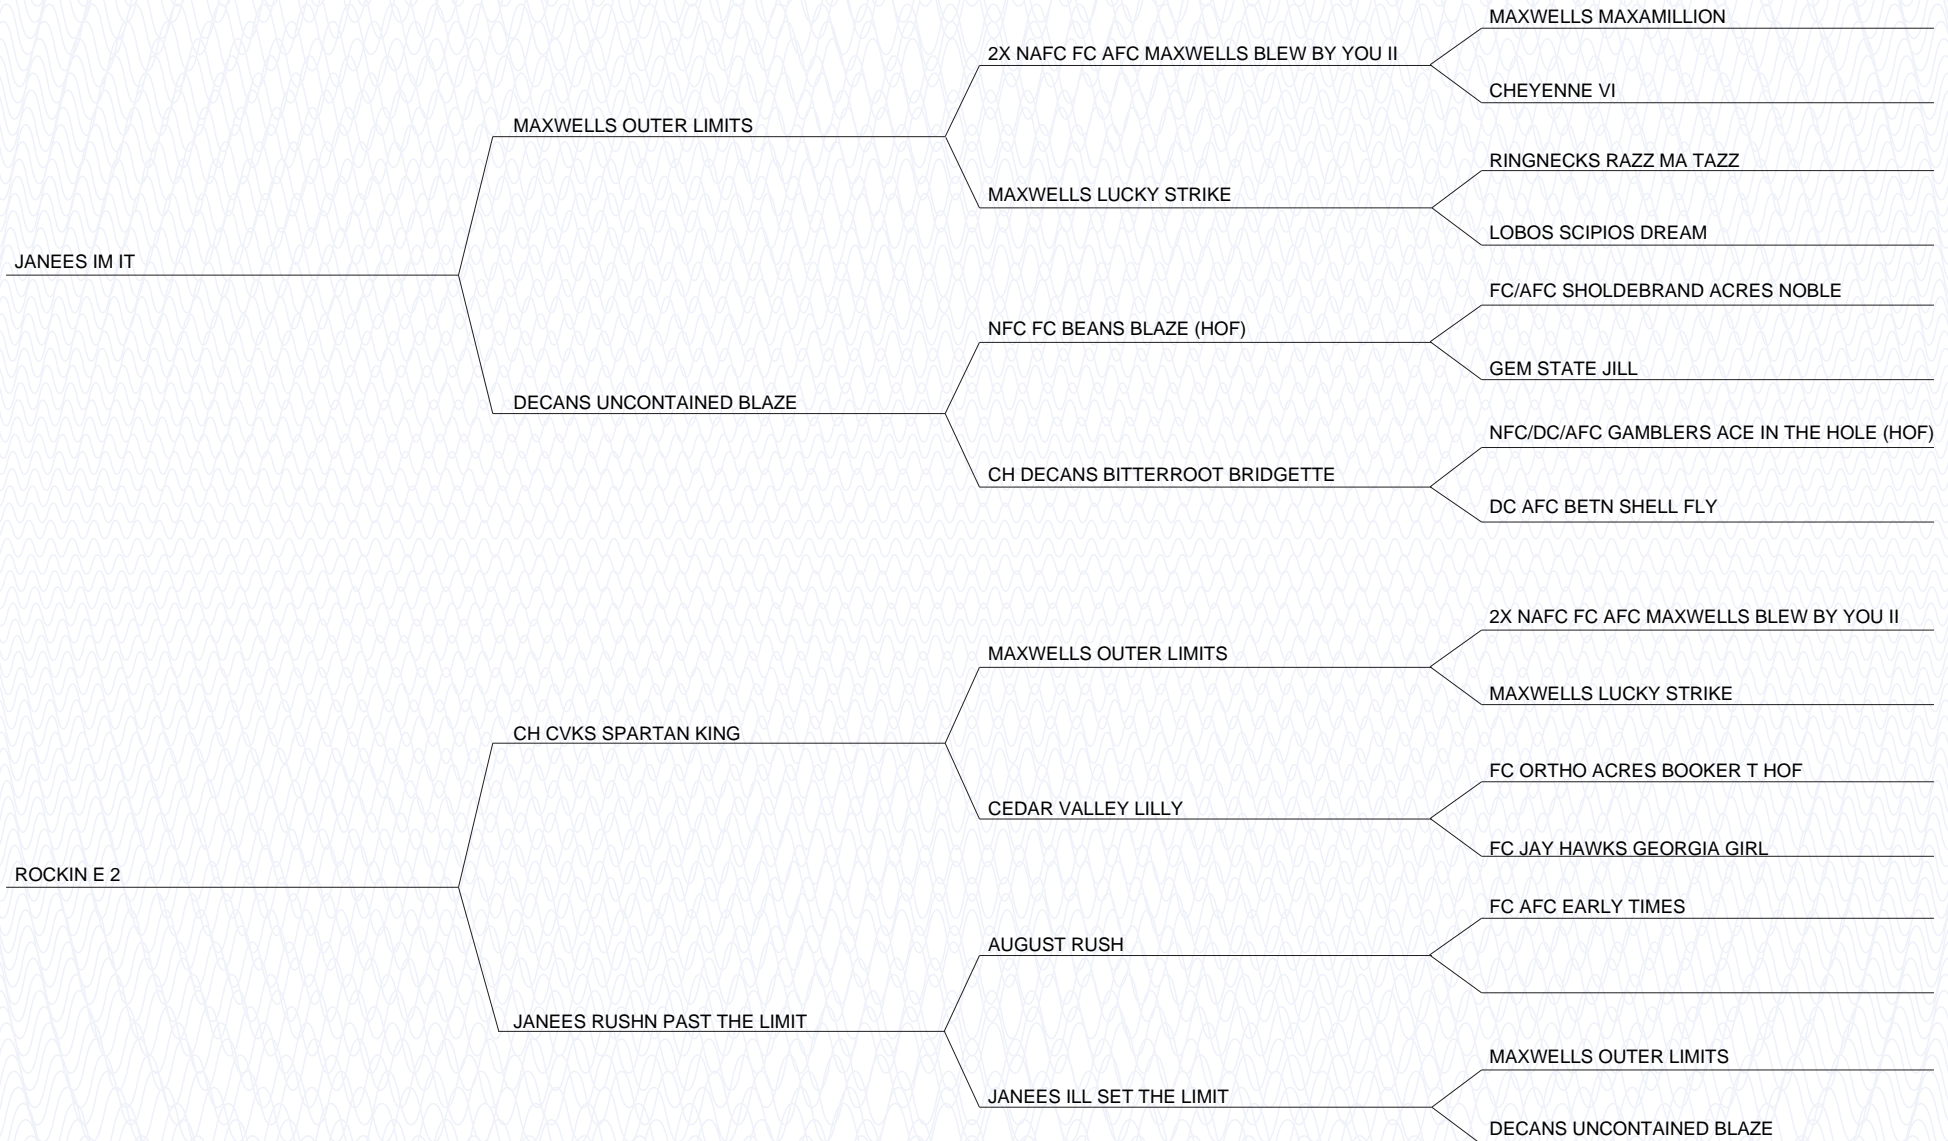 MAXWELLS MAXAMILLION
2X NAFC FC AFC MAXWELLS BLEW BY YOU II
CHEYENNE VI
MAXWELLS OUTER LIMITS
RINGNECKS RAZZ MA TAZZ
MAXWELLS LUCKY STRIKE
LOBOS SCIPIOS DREAM
JANEES IM IT
FC/AFC SHOLDEBRAND ACRES NOBLE
NFC FC BEANS BLAZE (HOF)
GEM STATE JILL
DECANS UNCONTAINED BLAZE
NFC/DC/AFC GAMBLERS ACE IN THE HOLE (HOF)
CH DECANS BITTERROOT BRIDGETTE
DC AFC BETN SHELL FLY
2X NAFC FC AFC MAXWELLS BLEW BY YOU II
MAXWELLS OUTER LIMITS
MAXWELLS LUCKY STRIKE
CH CVKS SPARTAN KING
FC ORTHO ACRES BOOKER T HOF
CEDAR VALLEY LILLY
FC JAY HAWKS GEORGIA GIRL
ROCKIN E 2
FC AFC EARLY TIMES
AUGUST RUSH
JANEES RUSHN PAST THE LIMIT
MAXWELLS OUTER LIMITS
JANEES ILL SET THE LIMIT
DECANS UNCONTAINED BLAZE